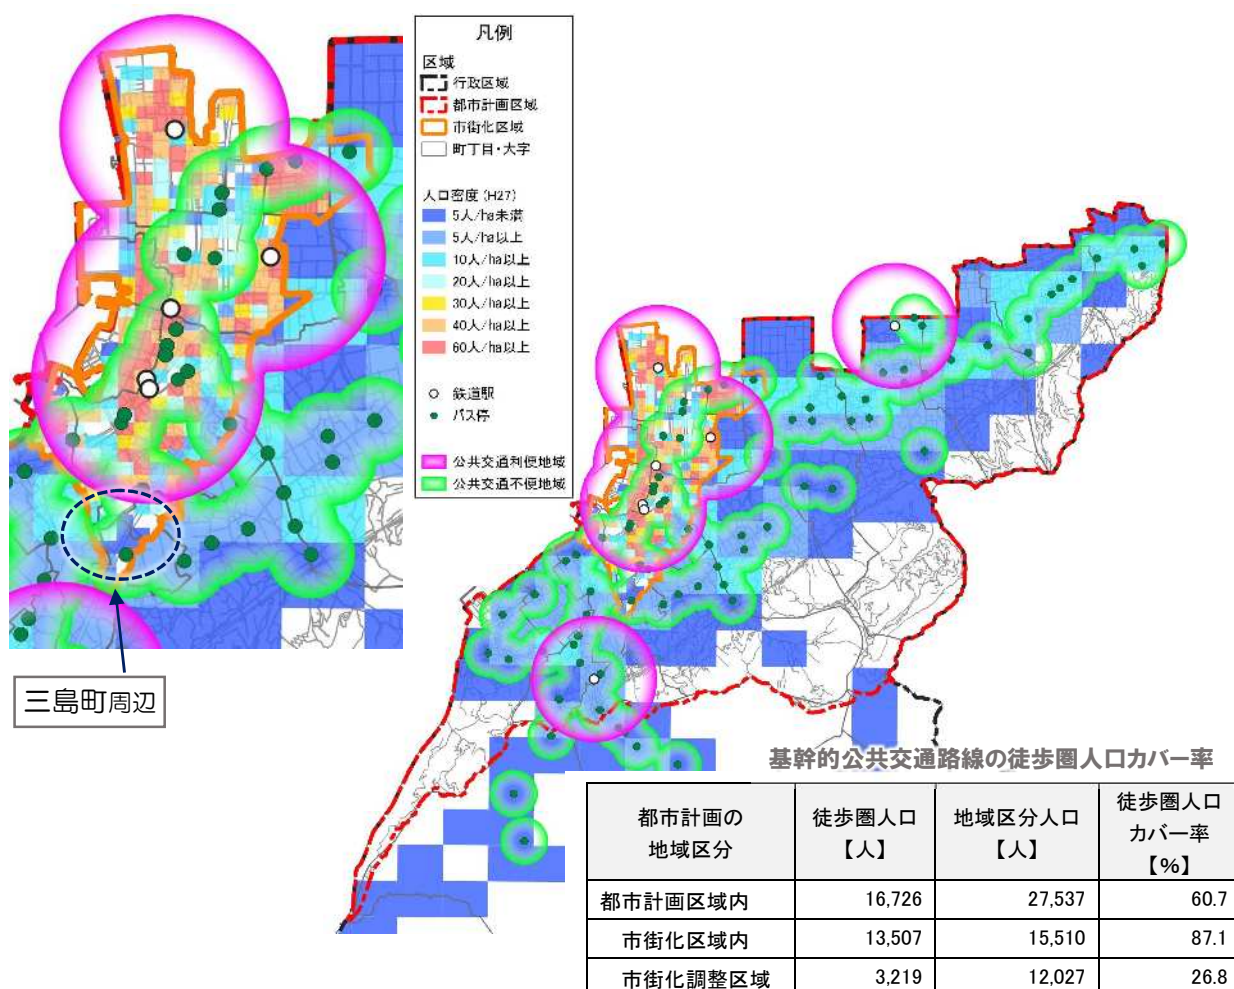 凡例
区域
行政区域
都市計画区域
市街化区域
町丁目・大字
人口密度 (H27)
5人/ha未満
5人/ha以上
10人/ha以上
20人/ha以上
30人/ha以上
40人/ha以上
60人/ha以上
鉄道駅
バス停
公共交通利便地域
公共交通不便地域
三島町周辺
基幹的公共交通路線の徒歩圏人口カバー率
都市計画の
地域区分
徒歩圏人口
【人】
地域区分人口
【人】
徒歩圏人口
カバー率
【%】
都市計画区域内 16,726 27,537 60.7
市街化区域内 13,507 15,510 87.1
市街化調整区域 3,219 12,027 26.8